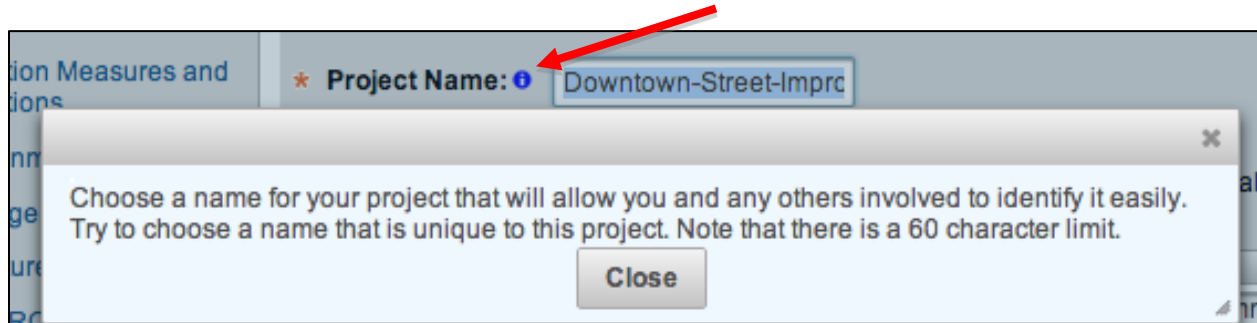 tion Measures and
tions
* Project Name: Downtown-Street-Impro
Choose a name for your project that will allow you and any others involved to identify it easily.
Try to choose a name that is unique to this project. Note that there is a 60 character limit.
Close